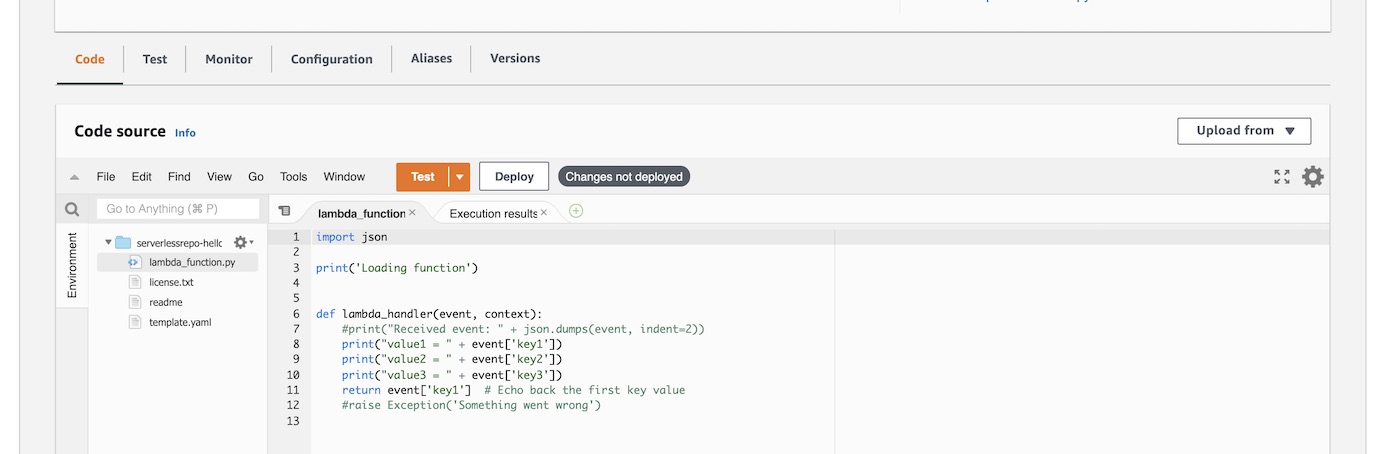 Code Test Monitor Configuration Aliases Versions
Code source Info
Upload from
File Edit Find View Go Tools Window Test Deploy Changes not deployed
Go to Anything (⌘ P)
lambda_function Execution results
Environment
serverlessrepo-hello
lambda_function.py
license.txt
readme
template.yaml
1 import json
2
3 print('Loading function')
4
5
6 def lambda_handler(event, context):
7     #print("Received event: " + json.dumps(event, indent=2))
8     print("value1 = " + event['key1'])
9     print("value2 = " + event['key2'])
10     print("value3 = " + event['key3'])
11     return event['key1']  # Echo back the first key value
12     #raise Exception('Something went wrong')
13